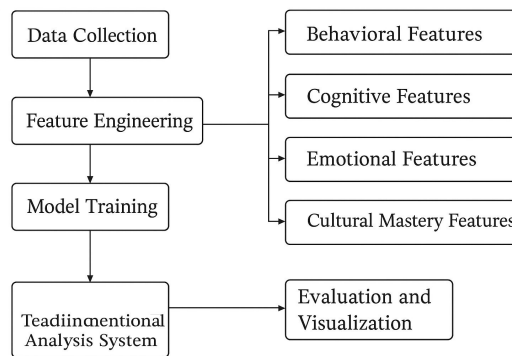 Data Collection
Feature Engineering
Model Training
Teadiincmentional
Analysis System
Behavioral Features
Cognitive Features
Emotional Features
Cultural Mastery Features
Evaluation and
Visualization